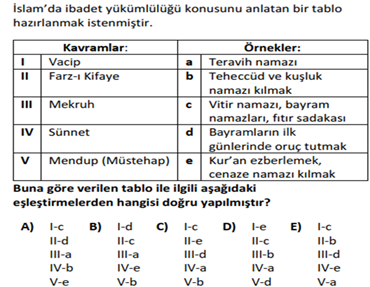 İslam'da ibadet yükümlülüğü konusunu anlatan bir tablo
hazırlanmak istenmiştir.
Kavramlar: Örnekler:
I Vacip a Teravih namazı
II Farz-ı Kifaye b Teheccüd ve kuşluk
namazı kılmak
III Mekruh c Vitir namazı, bayram
namazları, fıtır sadakası
IV Sünnet d Bayramların ilk
günlerinde oruç tutmak
V Mendup (Müstehap) e Kur'an ezberlemek,
cenaze namazı kılmak
Buna göre verilen tablo ile ilgili aşağıdaki
eşleştirmelerden hangisi doğru yapılmıştır?
A) I-c B) I-d C) I-c D) I-e E) I-c
II-d II-c II-e II-c II-b
III-a III-a III-d III-b III-d
IV-b IV-e IV-a IV-a IV-e
V-e V-b V-b V-d V-a